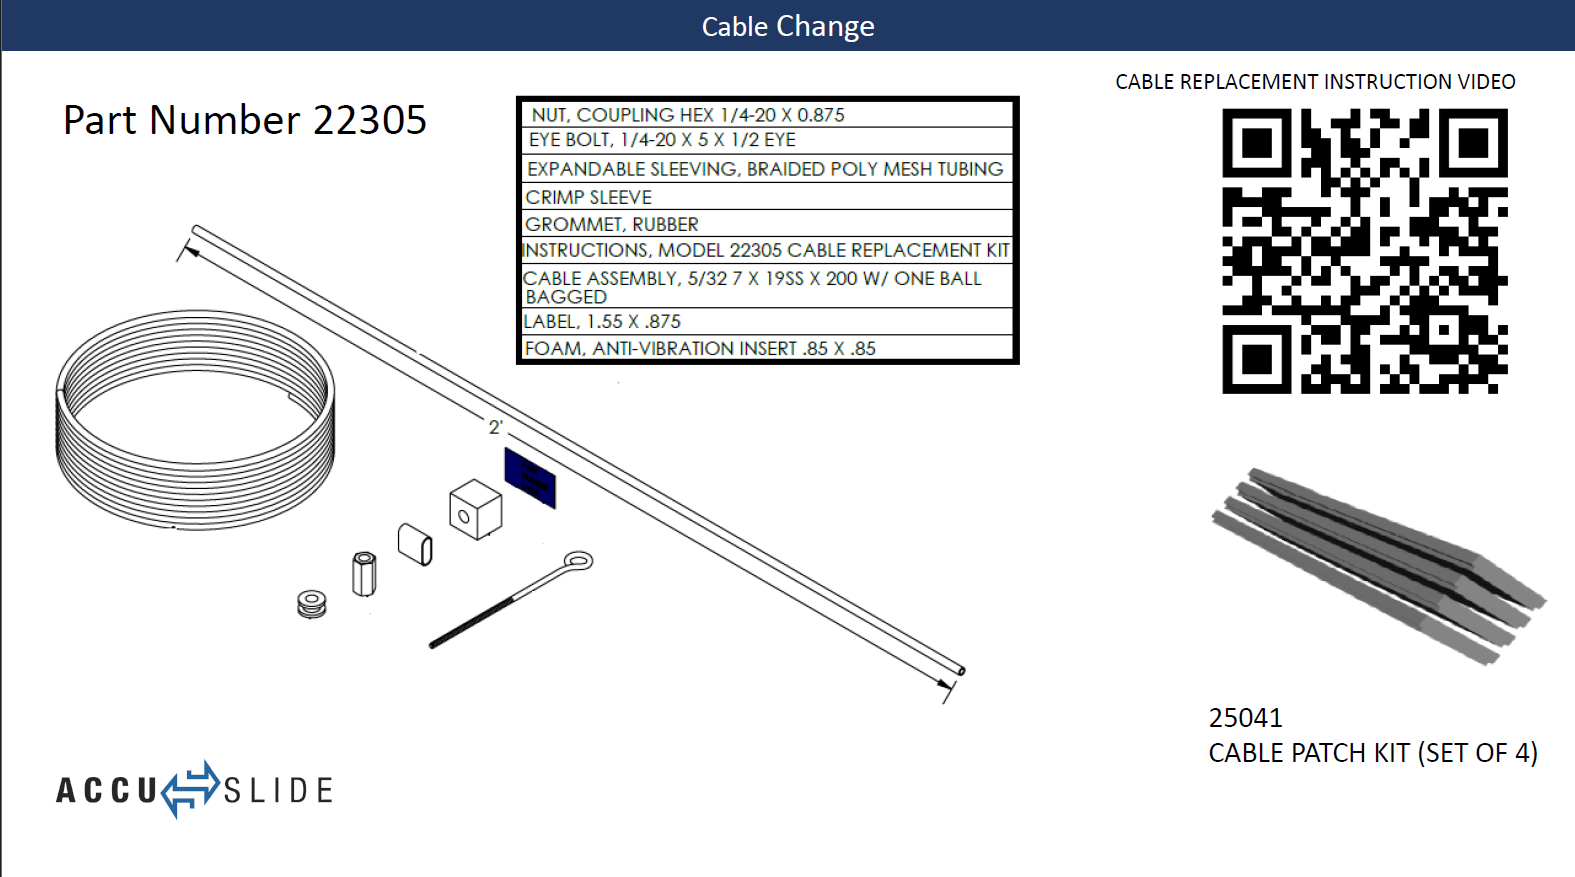 Cable Change
Part Number 22305
NUT, COUPLING HEX 1/4-20 X 0.875
EYE BOLT, 1/4-20 X 5 X 1/2 EYE
EXPANDABLE SLEEVING, BRAIDED POLY MESH TUBING
CRIMP SLEEVE
GROMMET, RUBBER
INSTRUCTIONS, MODEL 22305 CABLE REPLACEMENT KIT
CABLE ASSEMBLY, 5/32 7 X 19SS X 200 W/ ONE BALL
BAGGED
LABEL, 1.55 X .875
FOAM, ANTI-VIBRATION INSERT .85 X .85
CABLE REPLACEMENT INSTRUCTION VIDEO
2'
25041
CABLE PATCH KIT (SET OF 4)
ACCU SLIDE